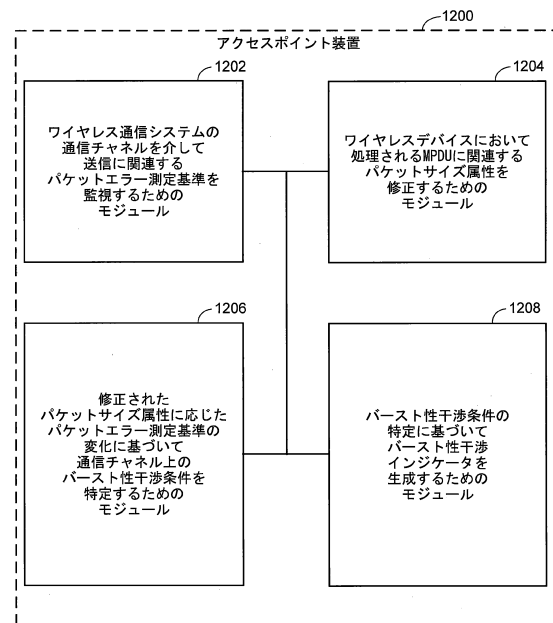 1200
アクセスポイント装置
1202
ワイヤレス通信システムの
通信チャネルを介して
送信に関連する
パケットエラー測定基準を
監視するための
モジュール
1204
ワイヤレスデバイスにおいて
処理されるMPDUに関連する
パケットサイズ属性を
修正するための
モジュール
1206
修正された
パケットサイズ属性に応じた
パケットエラー測定基準の
変化に基づいて
通信チャネル上の
バースト性干渉条件を
特定するための
モジュール
1208
バースト性干渉条件の
特定に基づいて
バースト性干渉
インジケータを
生成するための
モジュール